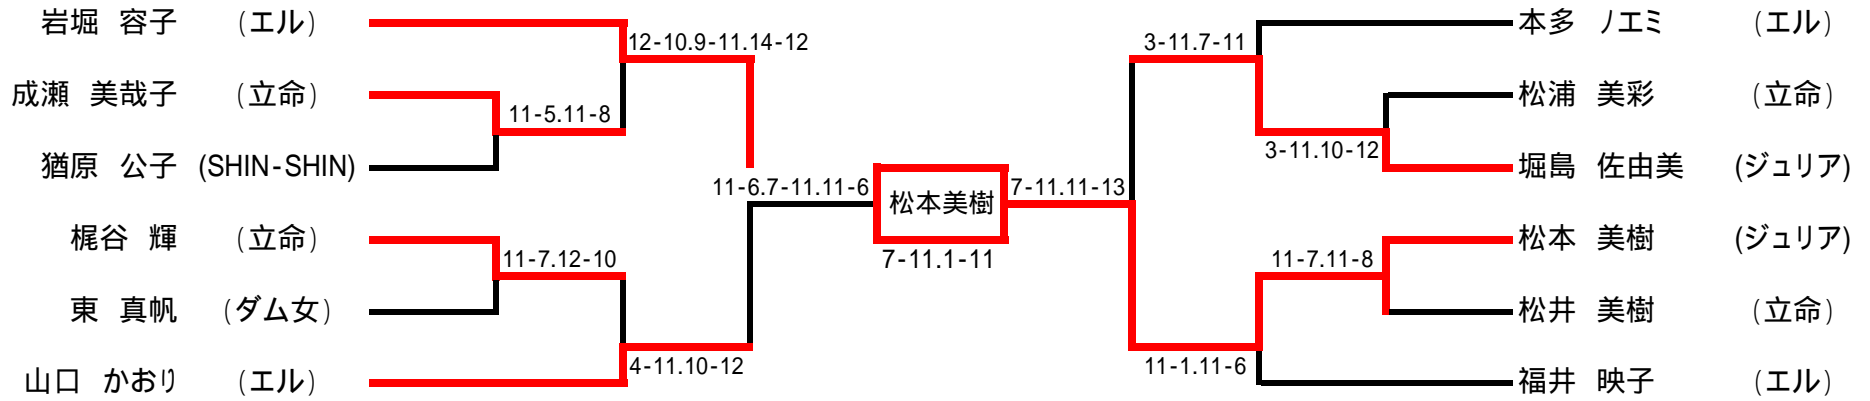 岩堀 容子 (エル)
12-10.9-11.14-12
成瀬 美哉子 (立命)
11-5.11-8
猶原 公子 (SHIN-SHIN)
11-6.7-11.11-6
梶谷 輝 (立命)
11-7.12-10
東 真帆 (ダム女)
4-11.10-12
山口 かおり (エル)
松本美樹
7-11.1-11
本多 ノエミ (エル)
3-11.7-11
松浦 美彩 (立命)
3-11.10-12
堀島 佐由美 (ジュリア)
7-11.11-13
松本 美樹 (ジュリア)
11-7.11-8
松井 美樹 (立命)
11-1.11-6
福井 映子 (エル)